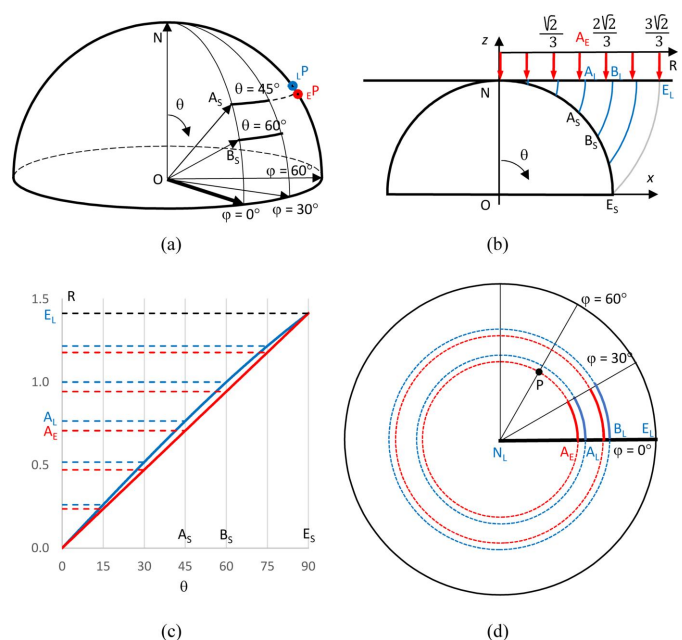 N
LP
EP
θ = 45°
θ
AS
θ = 60°
BS
O
φ = 60°
φ = 30°
φ = 0°
(a)
z
√2/3
2√2/3
3√2/3
AE
R
AL
BL
EL
N
AS
BS
θ
x
O
ES
(b)
1.5
R
EL
1.0
AL
AE
0.5
AS
BS
ES
0.0
0 15 30 45 60 75 90
θ
(c)
φ = 60°
φ = 30°
P
BL
EL
NL
AE
AL
φ = 0°
(d)